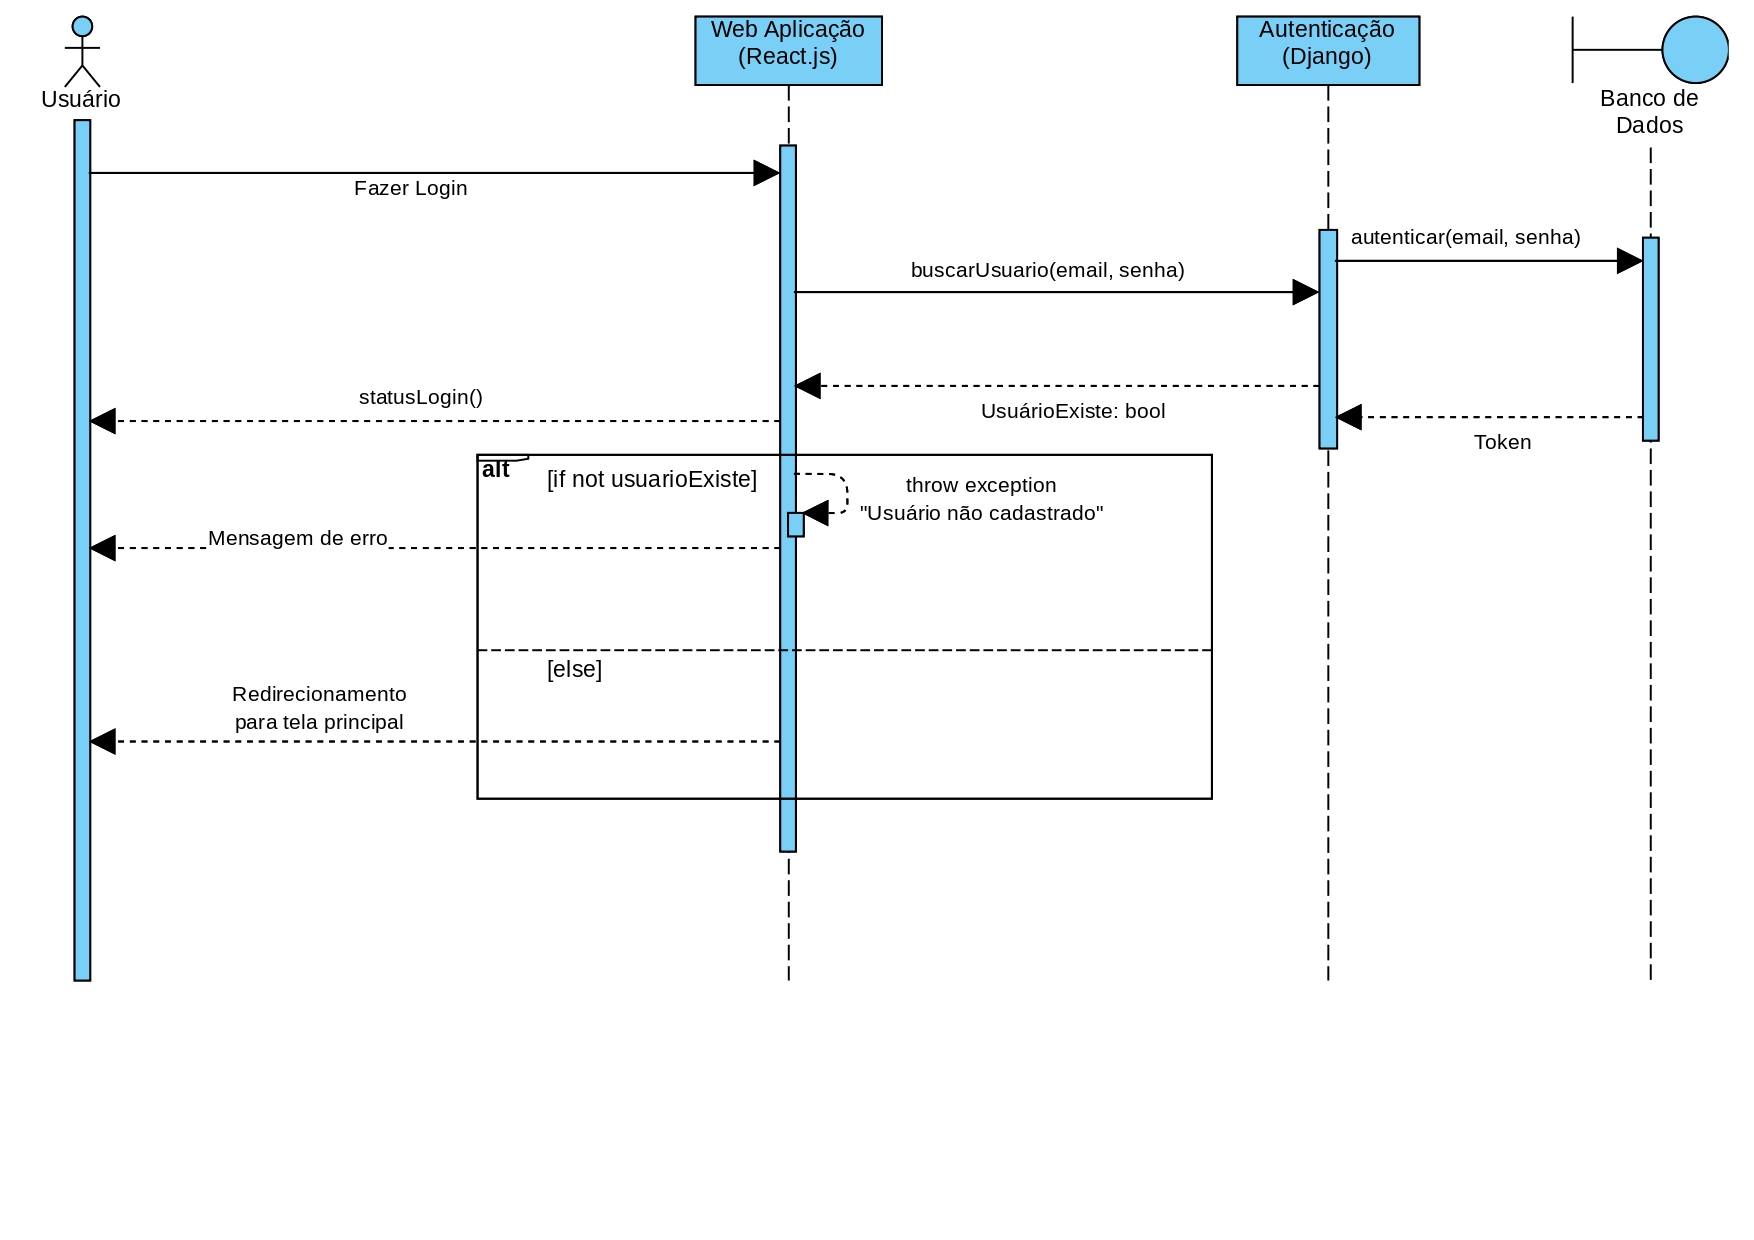 Usuário
Web Aplicação
(React.js)
Autenticação
(Django)
Banco de
Dados
Fazer Login
autenticar(email, senha)
buscarUsuario(email, senha)
statusLogin()
UsuárioExiste: bool
Token
alt
[if not usuarioExiste]
throw exception
"Usuário não cadastrado"
Mensagem de erro
[else]
Redirecionamento
para tela principal